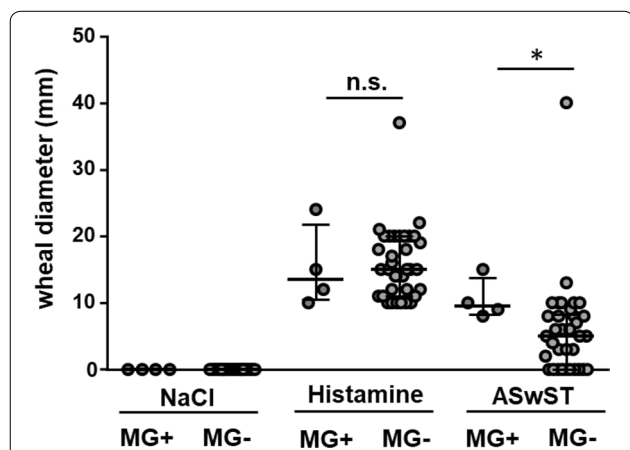 50
40
30
20
10
0
wheal diameter (mm)
n.s.
*
NaCl Histamine ASwST
MG+ MG- MG+ MG- MG+ MG-